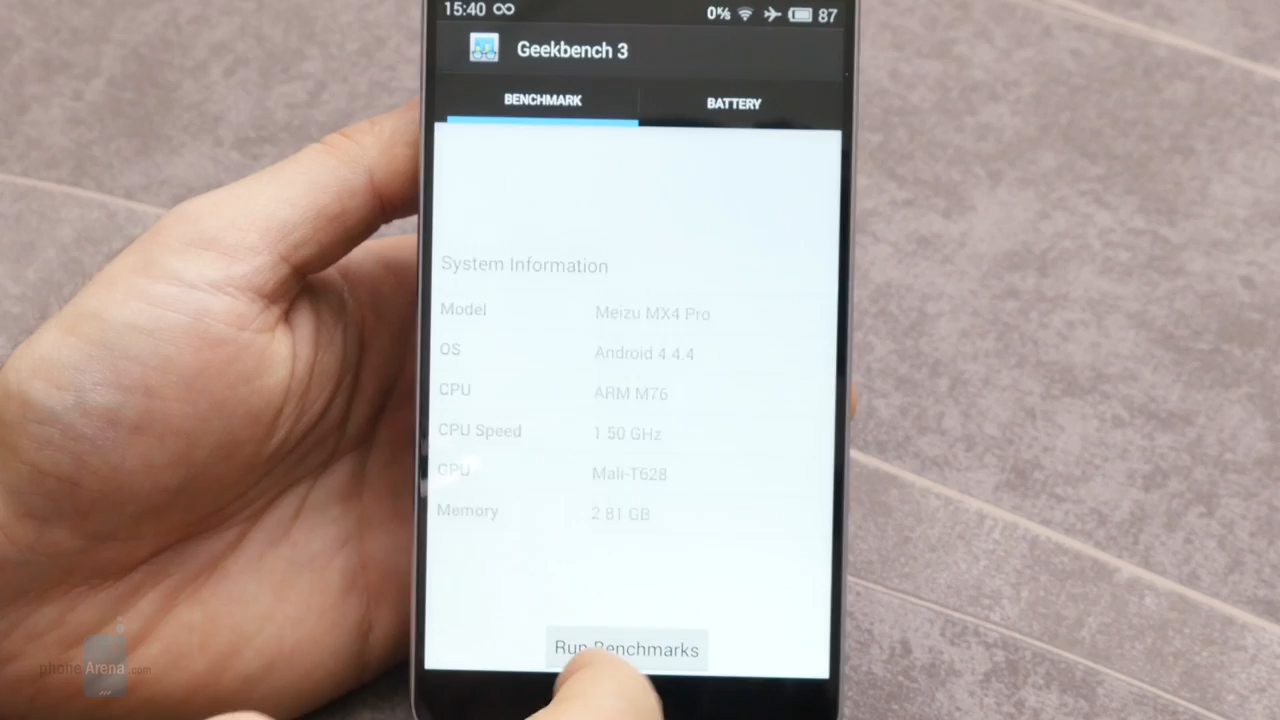 15:40 0K/s 87
Geekbench 3
BENCHMARK BATTERY
System Information
Model Meizu MX4 Pro
OS Android 4.4.4
CPU ARM M76
CPU Speed 1.50 GHz
GPU Mali-T628
Memory 2.81 GB
Run Benchmarks
phoneArena.com